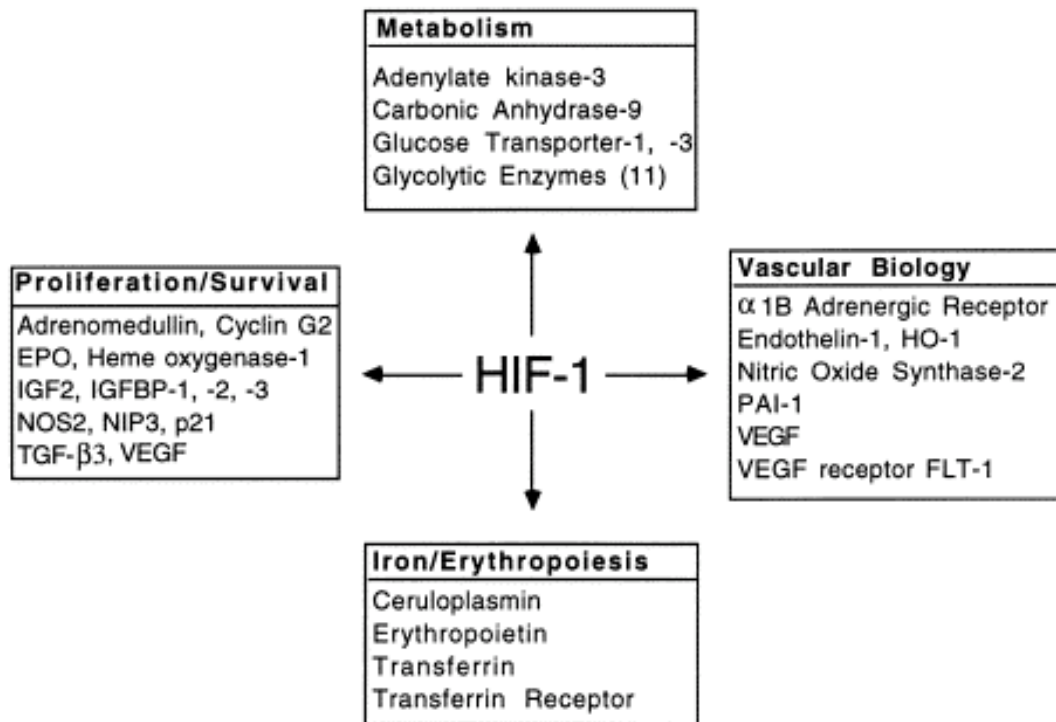 Metabolism
Adenylate kinase-3
Carbonic Anhydrase-9
Glucose Transporter-1, -3
Glycolytic Enzymes (11)
Proliferation/Survival
Adrenomedullin, Cyclin G2
EPO, Heme oxygenase-1
IGF2, IGFBP-1, -2, -3
NOS2, NIP3, p21
TGF-β3, VEGF
HIF-1
Vascular Biology
α1B Adrenergic Receptor
Endothelin-1, HO-1
Nitric Oxide Synthase-2
PAI-1
VEGF
VEGF receptor FLT-1
Iron/Erythropoiesis
Ceruloplasmin
Erythropoietin
Transferrin
Transferrin Receptor